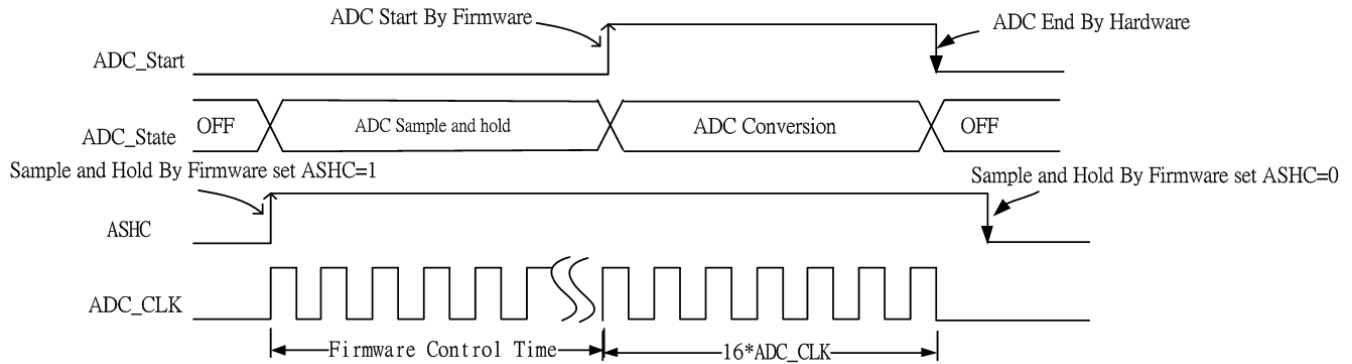 ADC Start By Firmware
ADC End By Hardware
ADC_Start
ADC_State
OFF
ADC Sample and hold
ADC Conversion
OFF
Sample and Hold By Firmware set ASHC=1
Sample and Hold By Firmware set ASHC=0
ASHC
ADC_CLK
Firmware Control Time
16*ADC_CLK